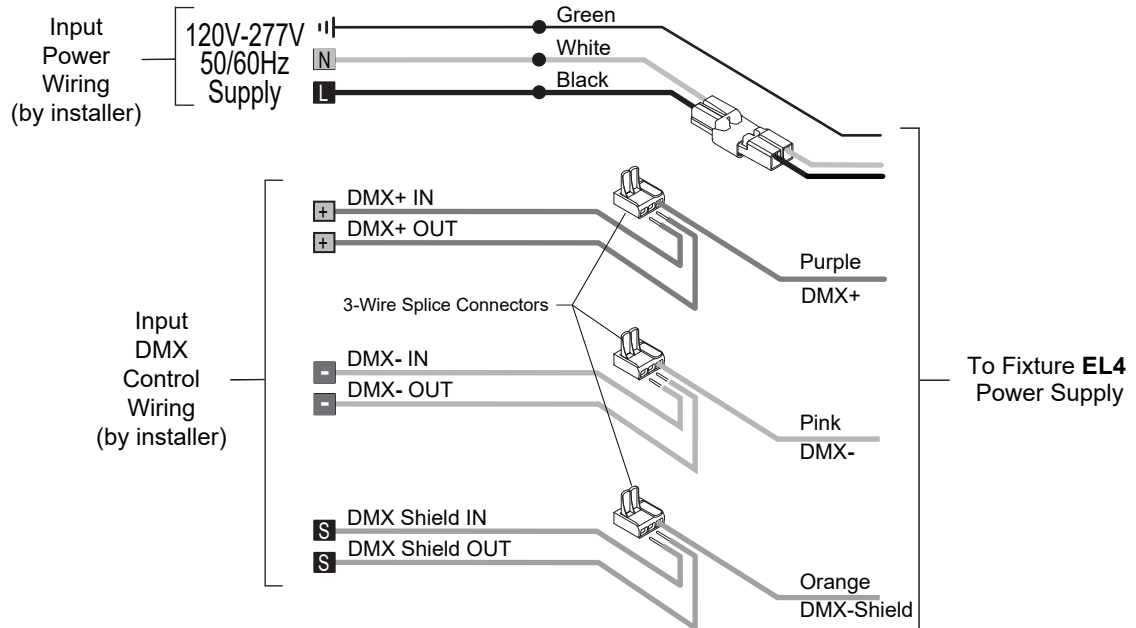 Input
Power
Wiring
(by installer)
120V-277V
50/60Hz
Supply
N
L
Green
White
Black
Input
DMX
Control
Wiring
(by installer)
+
DMX+ IN
+
DMX+ OUT
Purple
DMX+
3-Wire Splice Connectors
-
DMX- IN
-
DMX- OUT
Pink
DMX-
S
DMX Shield IN
S
DMX Shield OUT
Orange
DMX-Shield
To Fixture EL4
Power Supply